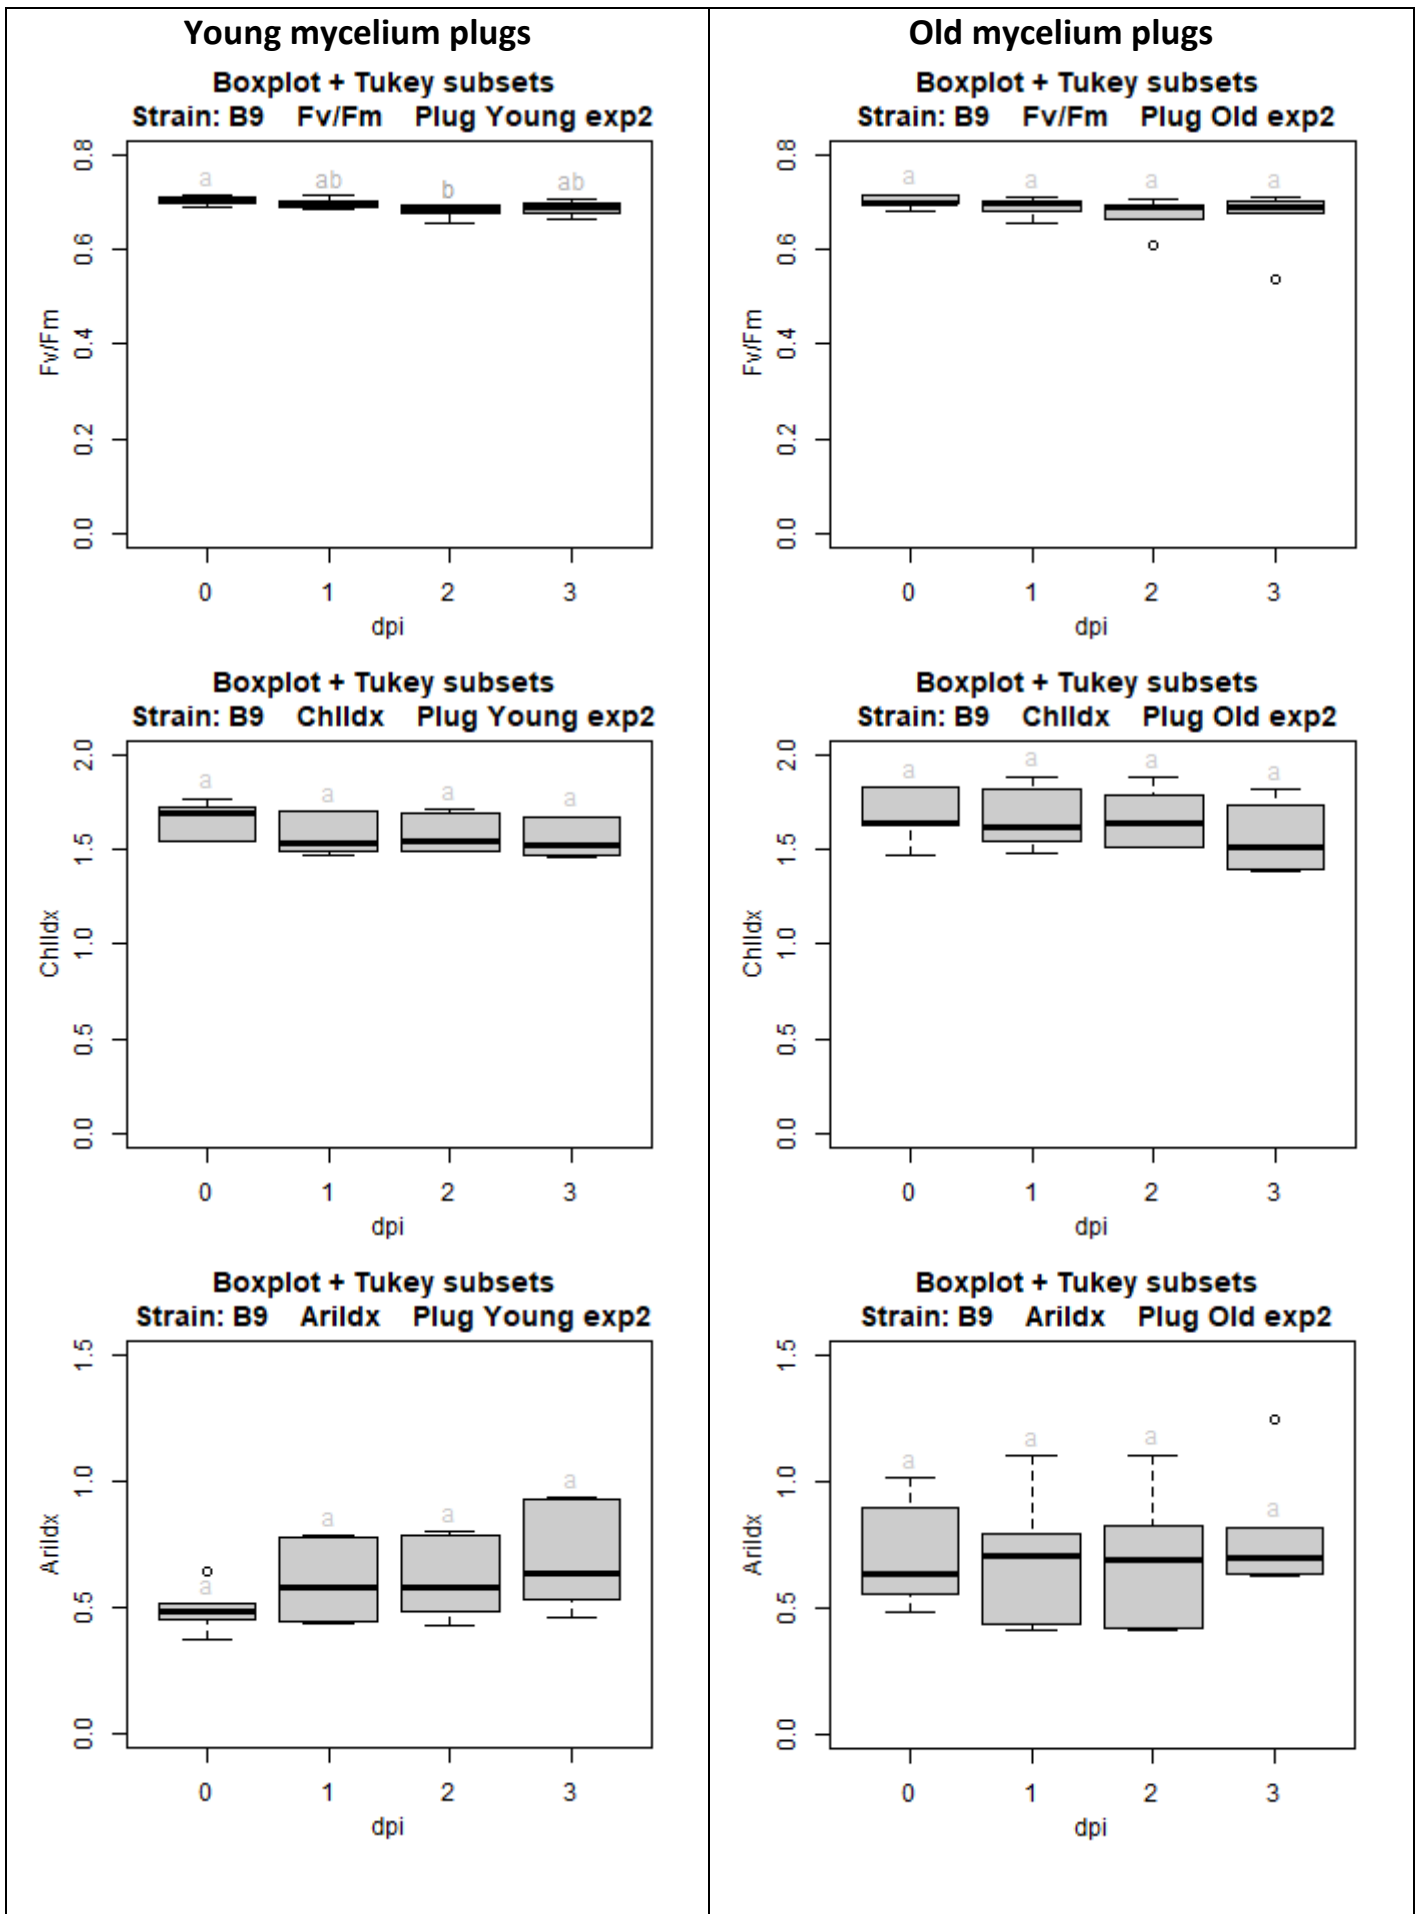 Young mycelium plugs
Boxplot + Tukey subsets
Strain: B9 Fv/Fm Plug Young exp2
0.8
0.6
0.4
0.2
0.0
Fv/Fm
a ab b ab
0 1 2 3
dpi
Boxplot + Tukey subsets
Strain: B9 ChlIdx Plug Young exp2
2.0
1.5
1.0
0.5
0.0
ChlIdx
a a a a
0 1 2 3
dpi
Boxplot + Tukey subsets
Strain: B9 AriIdx Plug Young exp2
1.5
1.0
0.5
0.0
AriIdx
a a a a
0 1 2 3
dpi
Old mycelium plugs
Boxplot + Tukey subsets
Strain: B9 Fv/Fm Plug Old exp2
0.8
0.6
0.4
0.2
0.0
Fv/Fm
a a a a
0 1 2 3
dpi
Boxplot + Tukey subsets
Strain: B9 ChlIdx Plug Old exp2
2.0
1.5
1.0
0.5
0.0
ChlIdx
a a a a
0 1 2 3
dpi
Boxplot + Tukey subsets
Strain: B9 AriIdx Plug Old exp2
1.5
1.0
0.5
0.0
AriIdx
a a a a
0 1 2 3
dpi